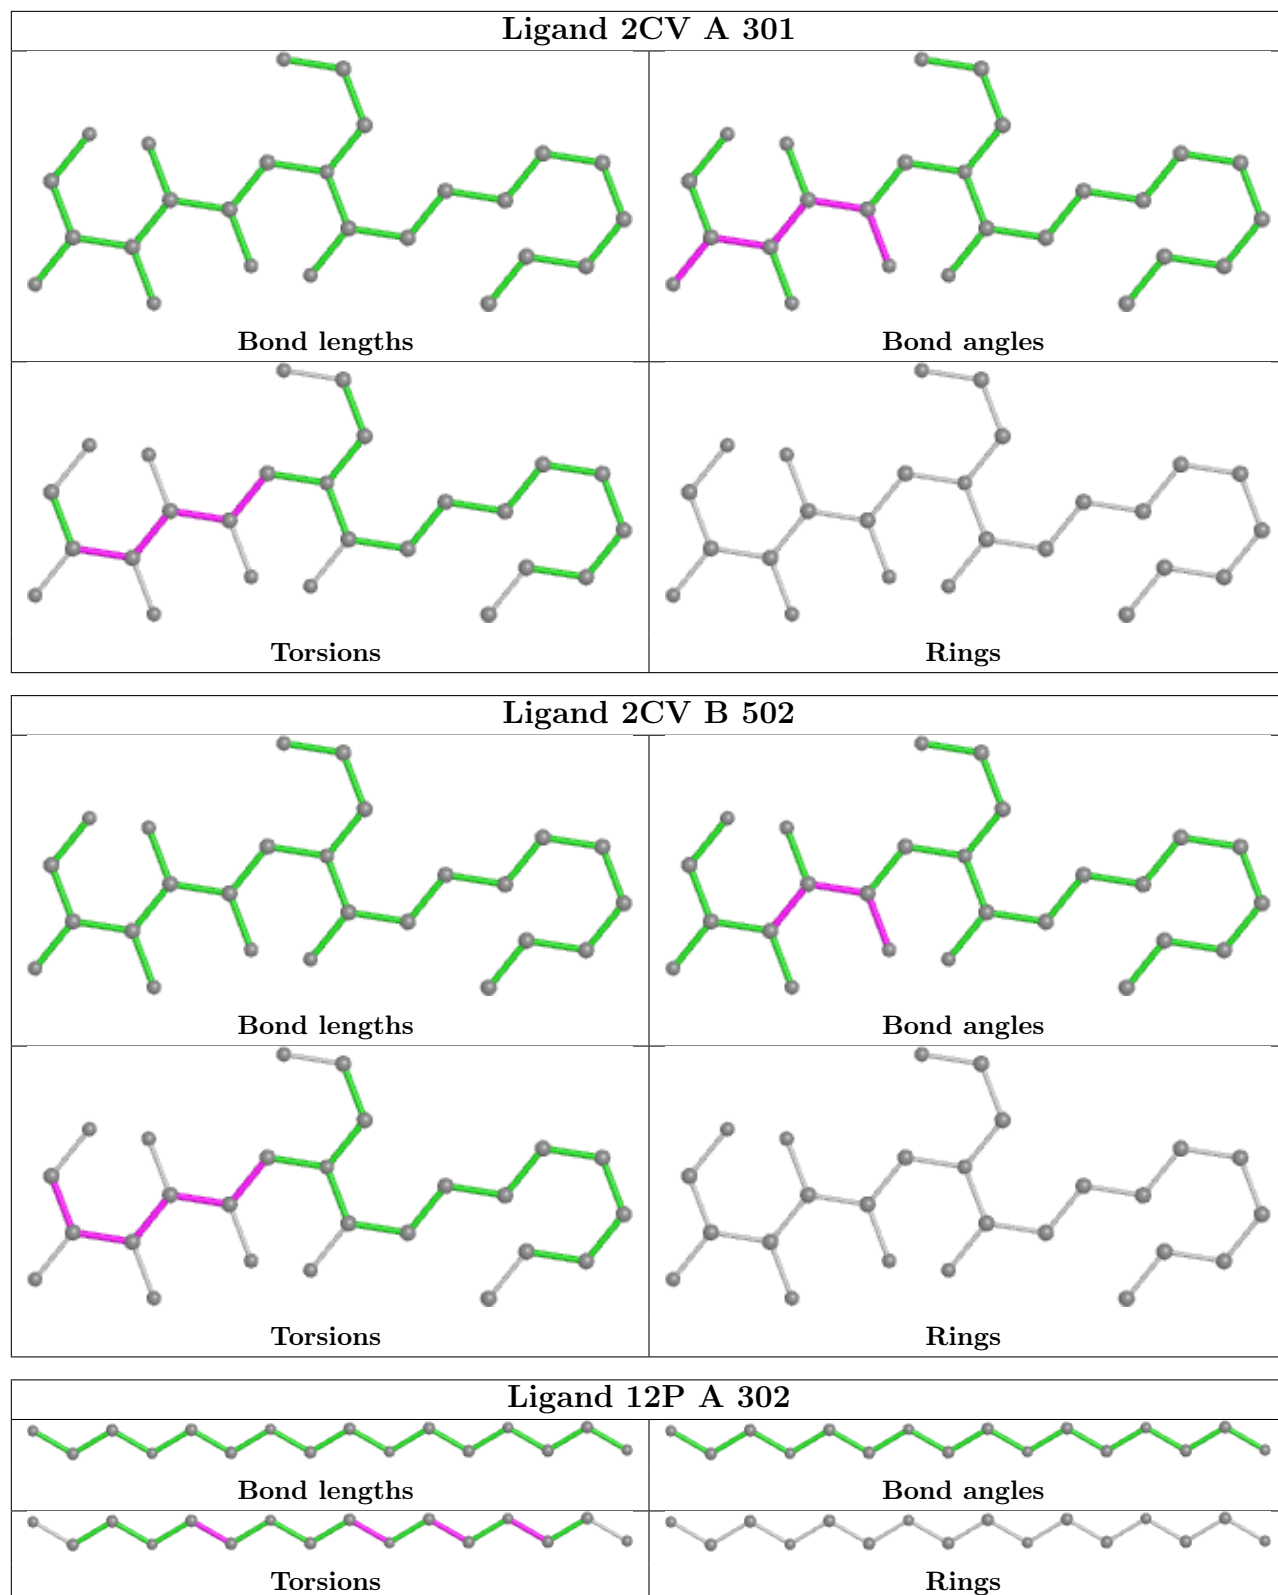 Ligand 2CV A 301
Bond lengths
Bond angles
Torsions
Rings
Ligand 2CV B 502
Bond lengths
Bond angles
Torsions
Rings
Ligand 12P A 302
Bond lengths
Bond angles
Torsions
Rings